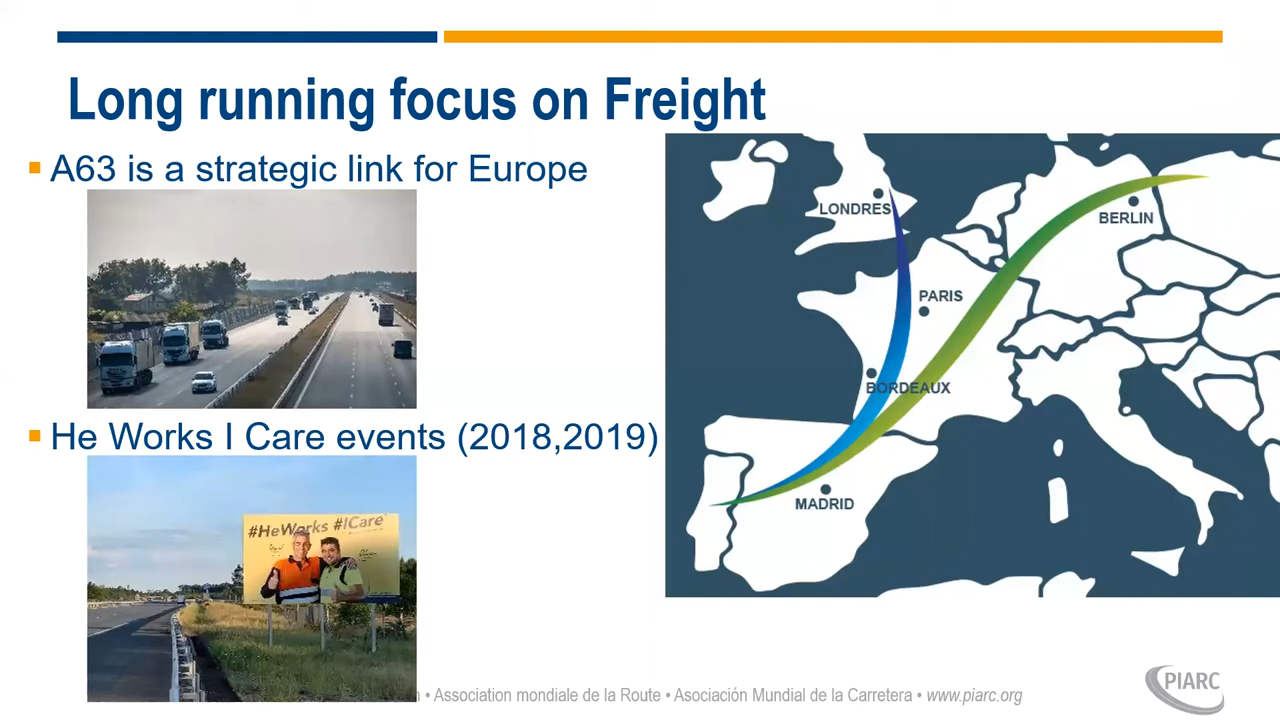 Long running focus on Freight
A63 is a strategic link for Europe
He Works I Care events (2018,2019)
#HeWorks #ICare
LONDRES
BERLIN
PARIS
BORDEAUX
MADRID
• Association mondiale de la Route • Asociación Mundial de la Carretera • www.piarc.org
PIARC